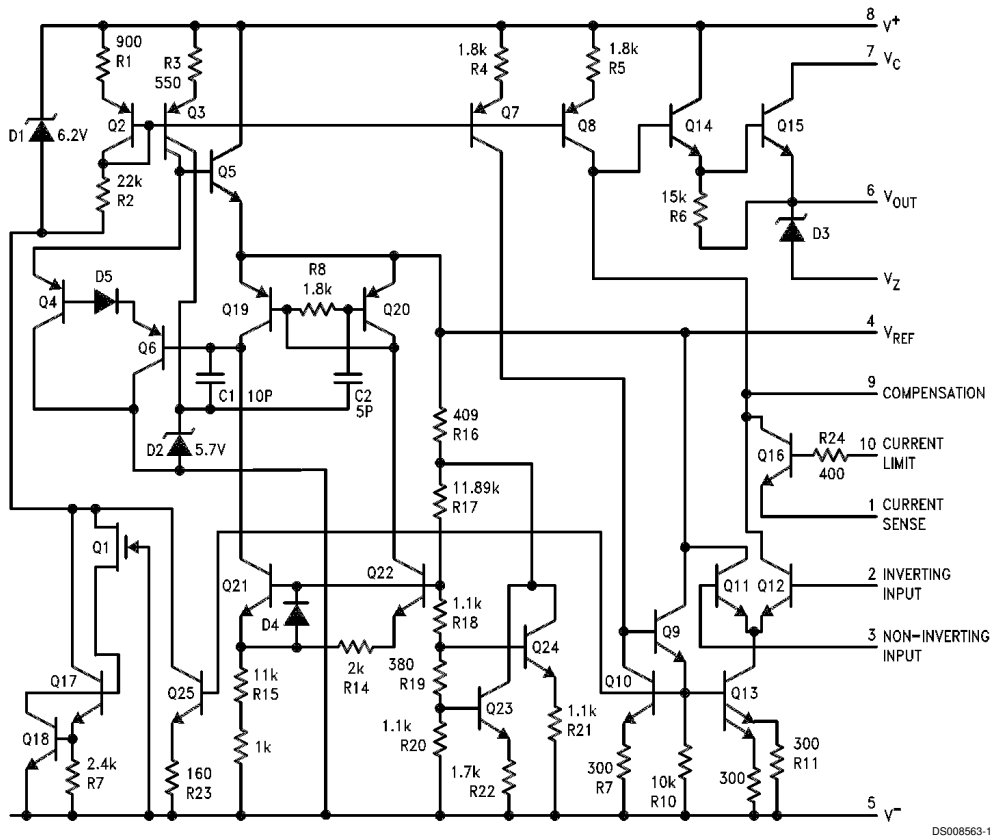 8 V+
7 VC
900
R1
R3
550
1.8k
R4
1.8k
R5
Q2
Q3
Q7
Q8
Q14
Q15
D1
6.2V
Q5
22k
R2
15k
R6
6 VOUT
D3
VZ
Q4
D5
Q6
R8
1.8k
Q19
Q20
4 VREF
C1
10P
C2
5P
9 COMPENSATION
D2
5.7V
409
R16
Q16
R24
400
10 CURRENT
LIMIT
11.89k
R17
1 CURRENT
SENSE
Q1
Q21
Q22
Q11
Q12
2 INVERTING
INPUT
D4
1.1k
R18
Q9
3 NON-INVERTING
INPUT
Q24
2k
R14
380
R19
Q17
Q25
11k
R15
Q23
Q10
Q13
Q18
1.1k
R20
1.1k
R21
2.4k
R7
160
R23
1k
1.7k
R22
300
R7
10k
R10
300
300
R11
5 V-
DS008563-1